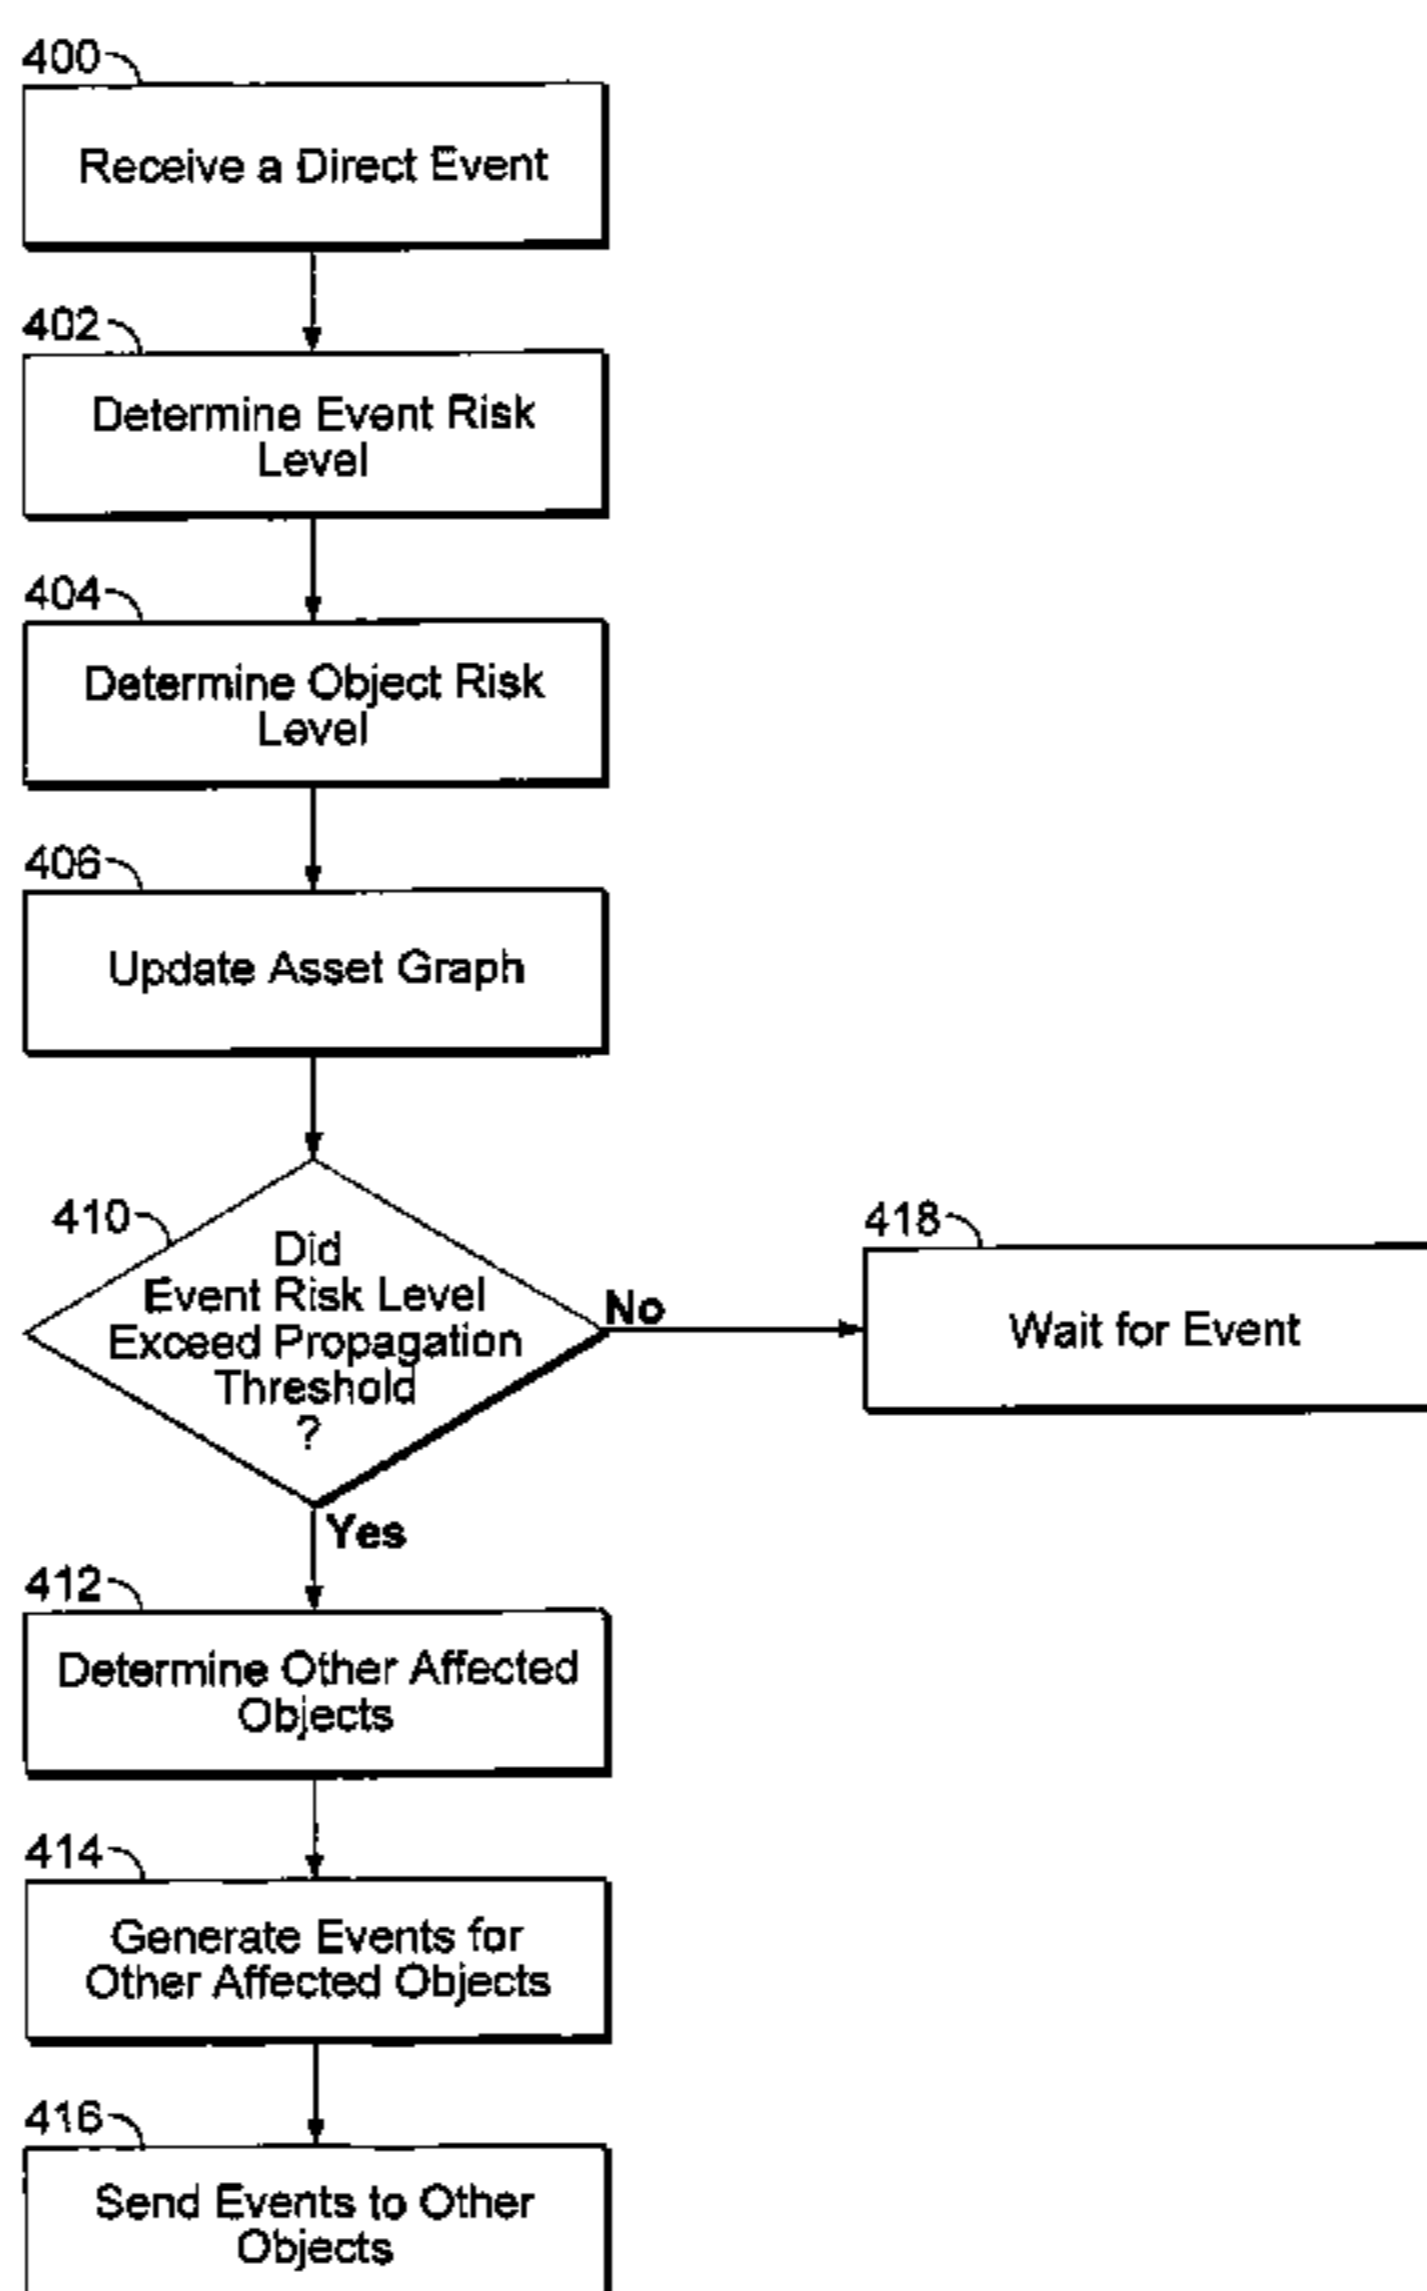 400
Receive a Direct Event
402
Determine Event Risk
Level
404
Determine Object Risk
Level
406
Update Asset Graph
410
Did
Event Risk Level
Exceed Propagation
Threshold
?
No
418
Wait for Event
Yes
412
Determine Other Affected
Objects
414
Generate Events for
Other Affected Objects
416
Send Events to Other
Objects